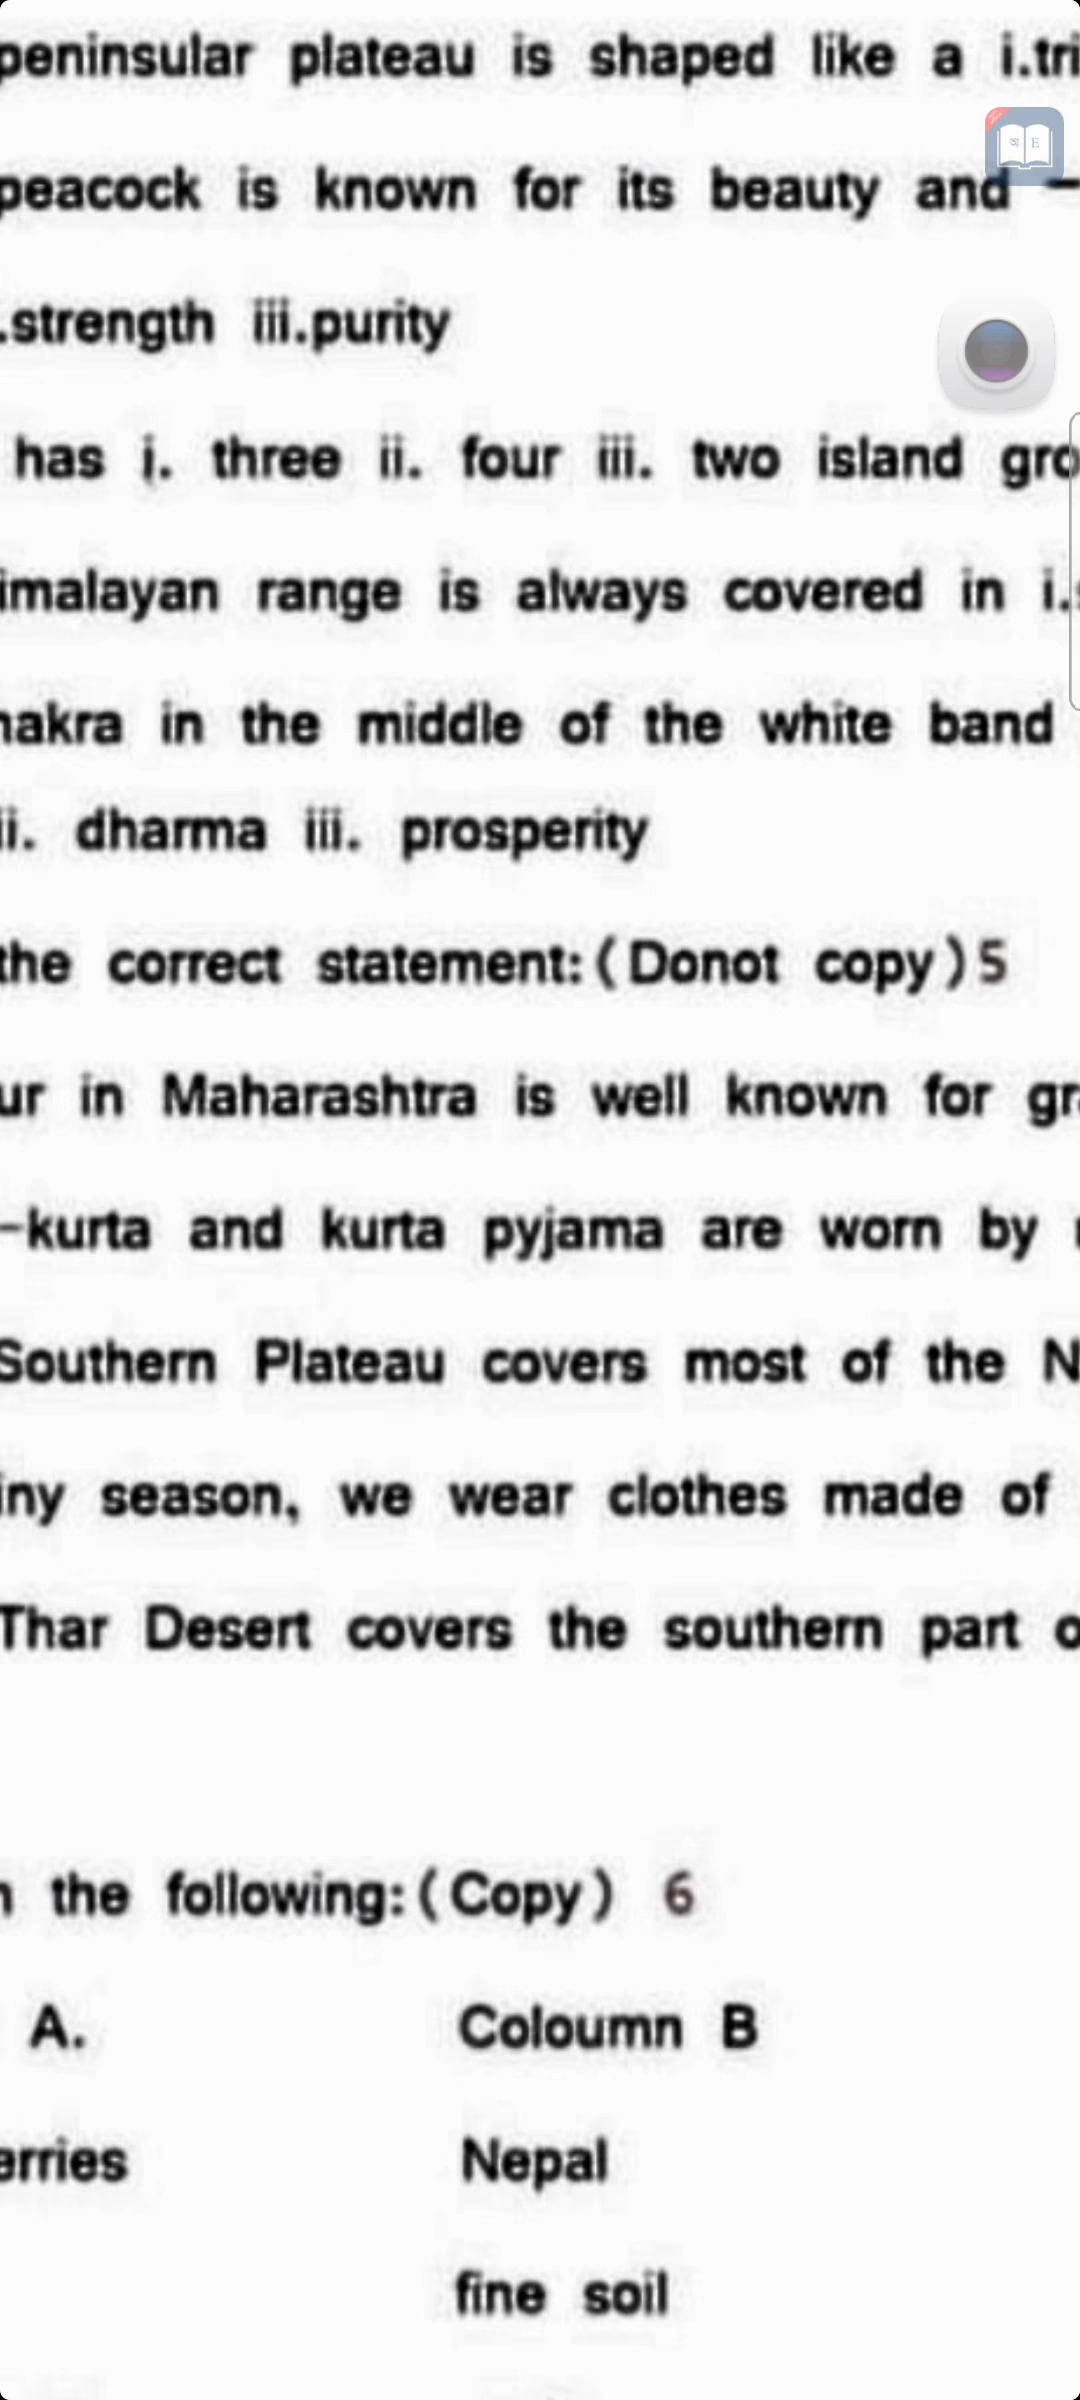 peninsular plateau is shaped like a i.tri
peacock is known for its beauty and –
.strength iii.purity
has i. three ii. four iii. two island gro
imalayan range is always covered in i.
hakra in the middle of the white band
ii. dharma iii. prosperity
the correct statement:(Donot copy)5
ur in Maharashtra is well known for gra
-kurta and kurta pyjama are worn by
Southern Plateau covers most of the N
iny season, we wear clothes made of
Thar Desert covers the southern part o
the following:(Copy) 6
A. Coloumn B
erries Nepal
fine soil